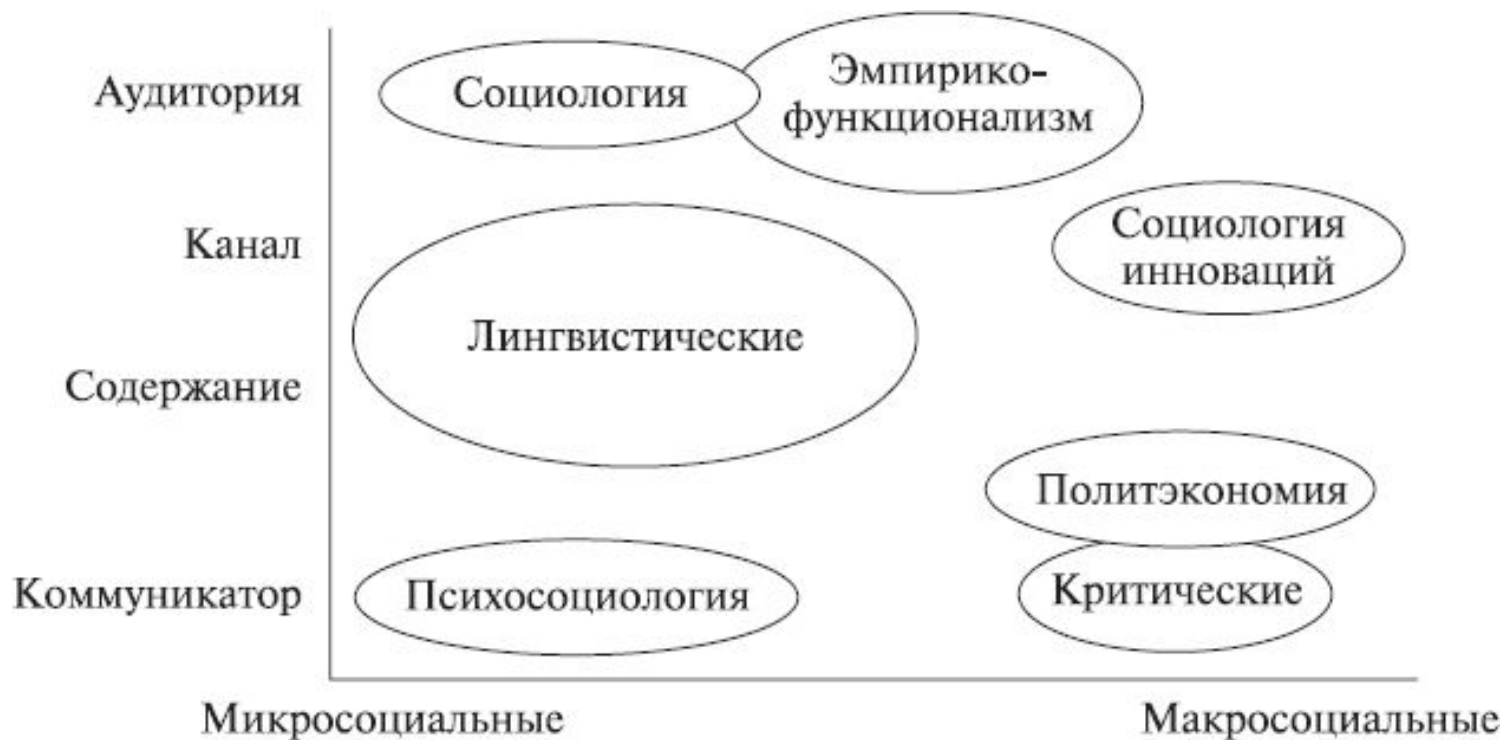 Аудитория
Социология
Эмпирико-
функционализм
Канал
Социология
инноваций
Лингвистические
Содержание
Политэкономия
Коммуникатор
Психосоциология
Критические
Микросоциальные
Макросоциальные